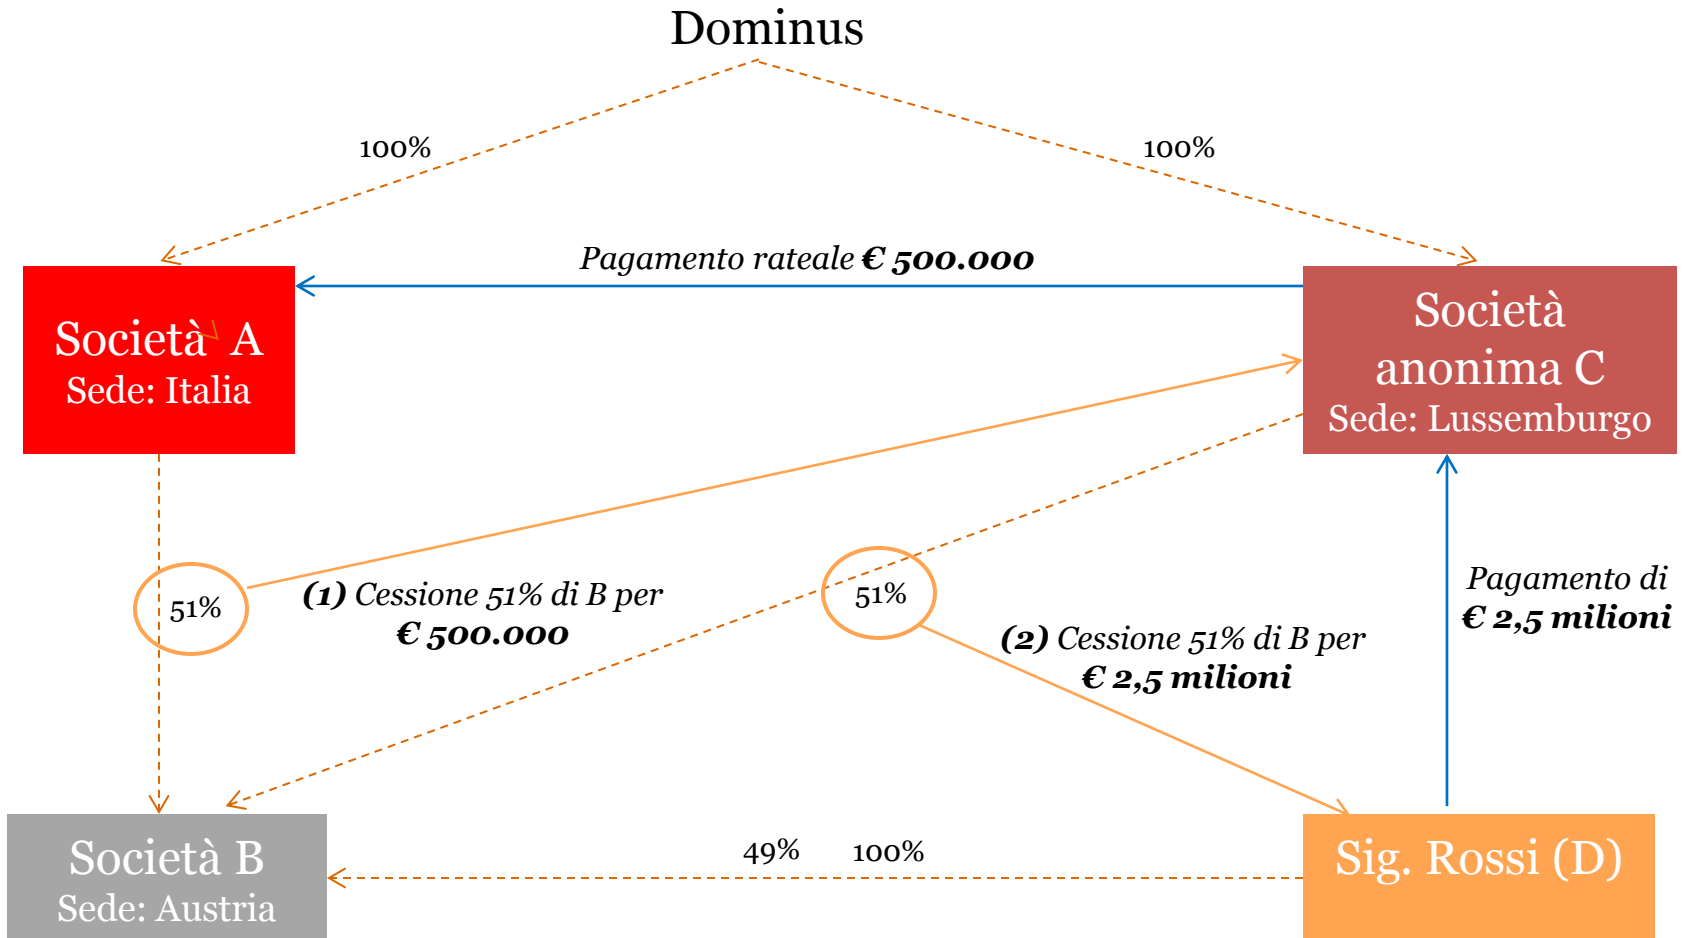 Dominus
100%
100%
Pagamento rateale € 500.000
Società A
Sede: Italia
Società
anonima C
Sede: Lussemburgo
51%
(1) Cessione 51% di B per
€ 500.000
51%
(2) Cessione 51% di B per
€ 2,5 milioni
Pagamento di
€ 2,5 milioni
Società B
Sede: Austria
49% 100%
Sig. Rossi (D)